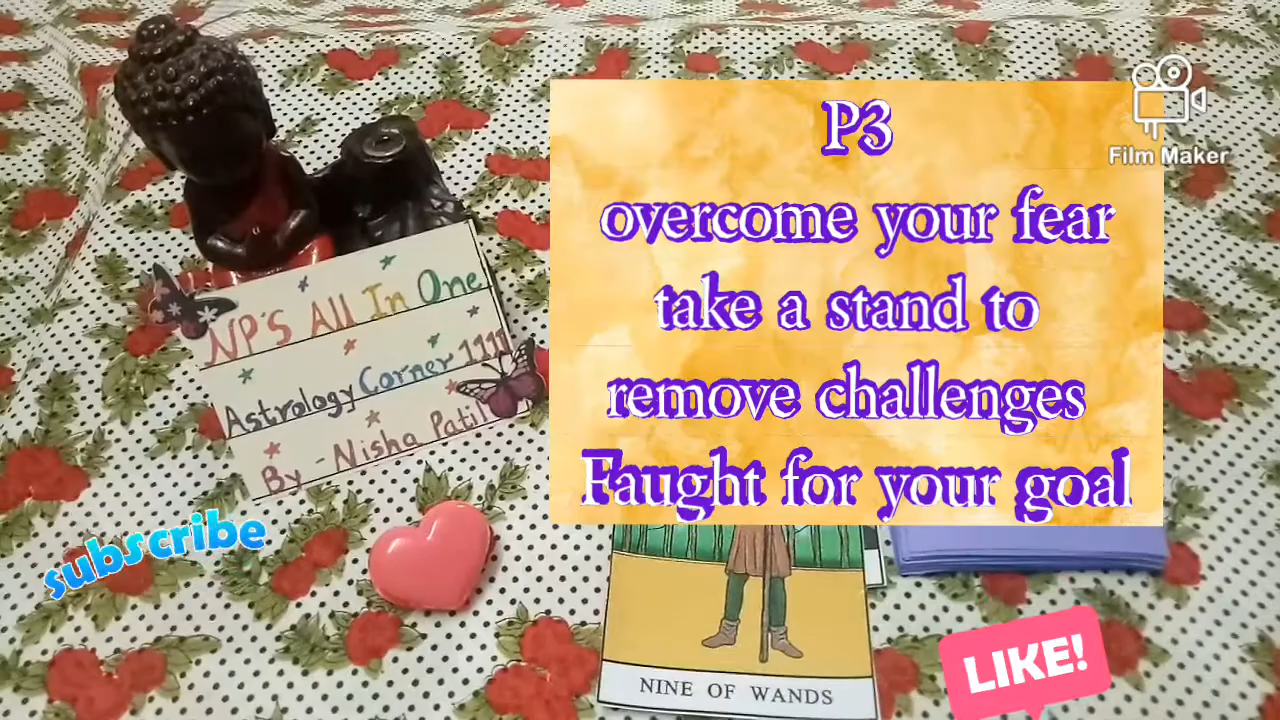 P3
overcome your fear
take a stand to
remove challenges
Faught for your goal
Film Maker
NP'S All In One
Astrology Corner 1111
By - Nisha Patil
subscribe
NINE OF WANDS
LIKE!